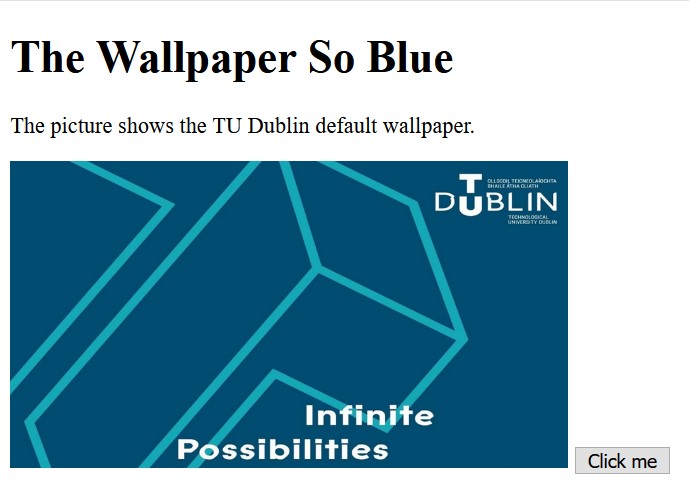 The Wallpaper So Blue
The picture shows the TU Dublin default wallpaper.
TU DUBLIN
OLLSCOIL TEICNEOLAÍOCHTA
BHAILE ÁTHA CLIATH
TECHNOLOGICAL
UNIVERSITY DUBLIN
Infinite
Possibilities
Click me